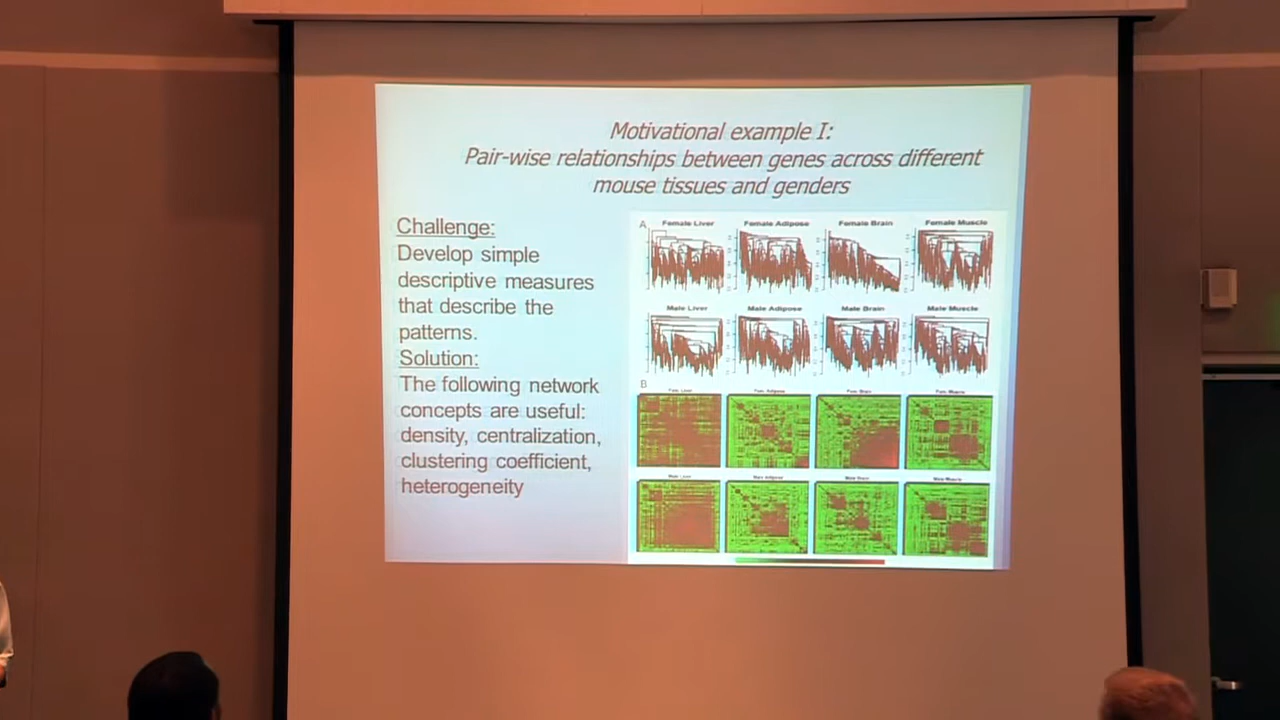 Motivational example I:
Pair-wise relationships between genes across different
mouse tissues and genders
Challenge:
Develop simple
descriptive measures
that describe the
patterns.
Solution:
The following network
concepts are useful:
density, centralization,
clustering coefficient,
heterogeneity
A
Female Liver Female Adipose Female Brain Female Muscle
Male Liver Male Adipose Male Brain Male Muscle
B